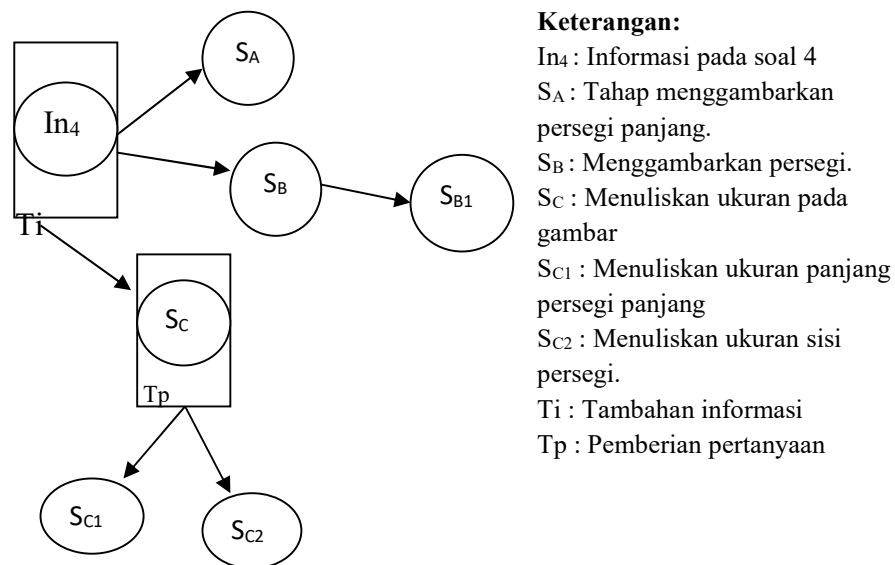 In4
Ti
SA
SB
SB1
SC
Tp
SC1
SC2
Keterangan:
In4 : Informasi pada soal 4
SA : Tahap menggambarkan
persegi panjang.
SB : Menggambarkan persegi.
SC : Menuliskan ukuran pada
gambar
SC1 : Menuliskan ukuran panjang
persegi panjang
SC2 : Menuliskan ukuran sisi
persegi.
Ti : Tambahan informasi
Tp : Pemberian pertanyaan